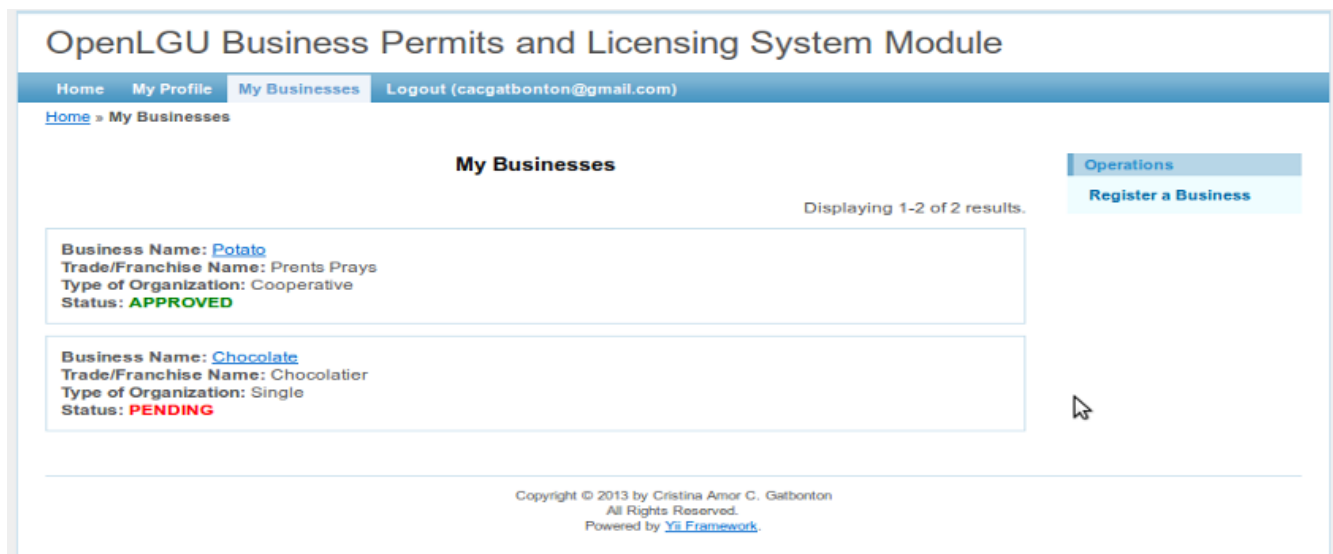 OpenLGU Business Permits and Licensing System Module
Home My Profile My Businesses Logout (cacgatbonton@gmail.com)
Home » My Businesses
My Businesses
Displaying 1-2 of 2 results.
Business Name: Potato
Trade/Franchise Name: Prents Prays
Type of Organization: Cooperative
Status: APPROVED
Business Name: Chocolate
Trade/Franchise Name: Chocolatier
Type of Organization: Single
Status: PENDING
Operations
Register a Business
Copyright © 2013 by Cristina Amor C. Gatbonton
All Rights Reserved.
Powered by Yii Framework.